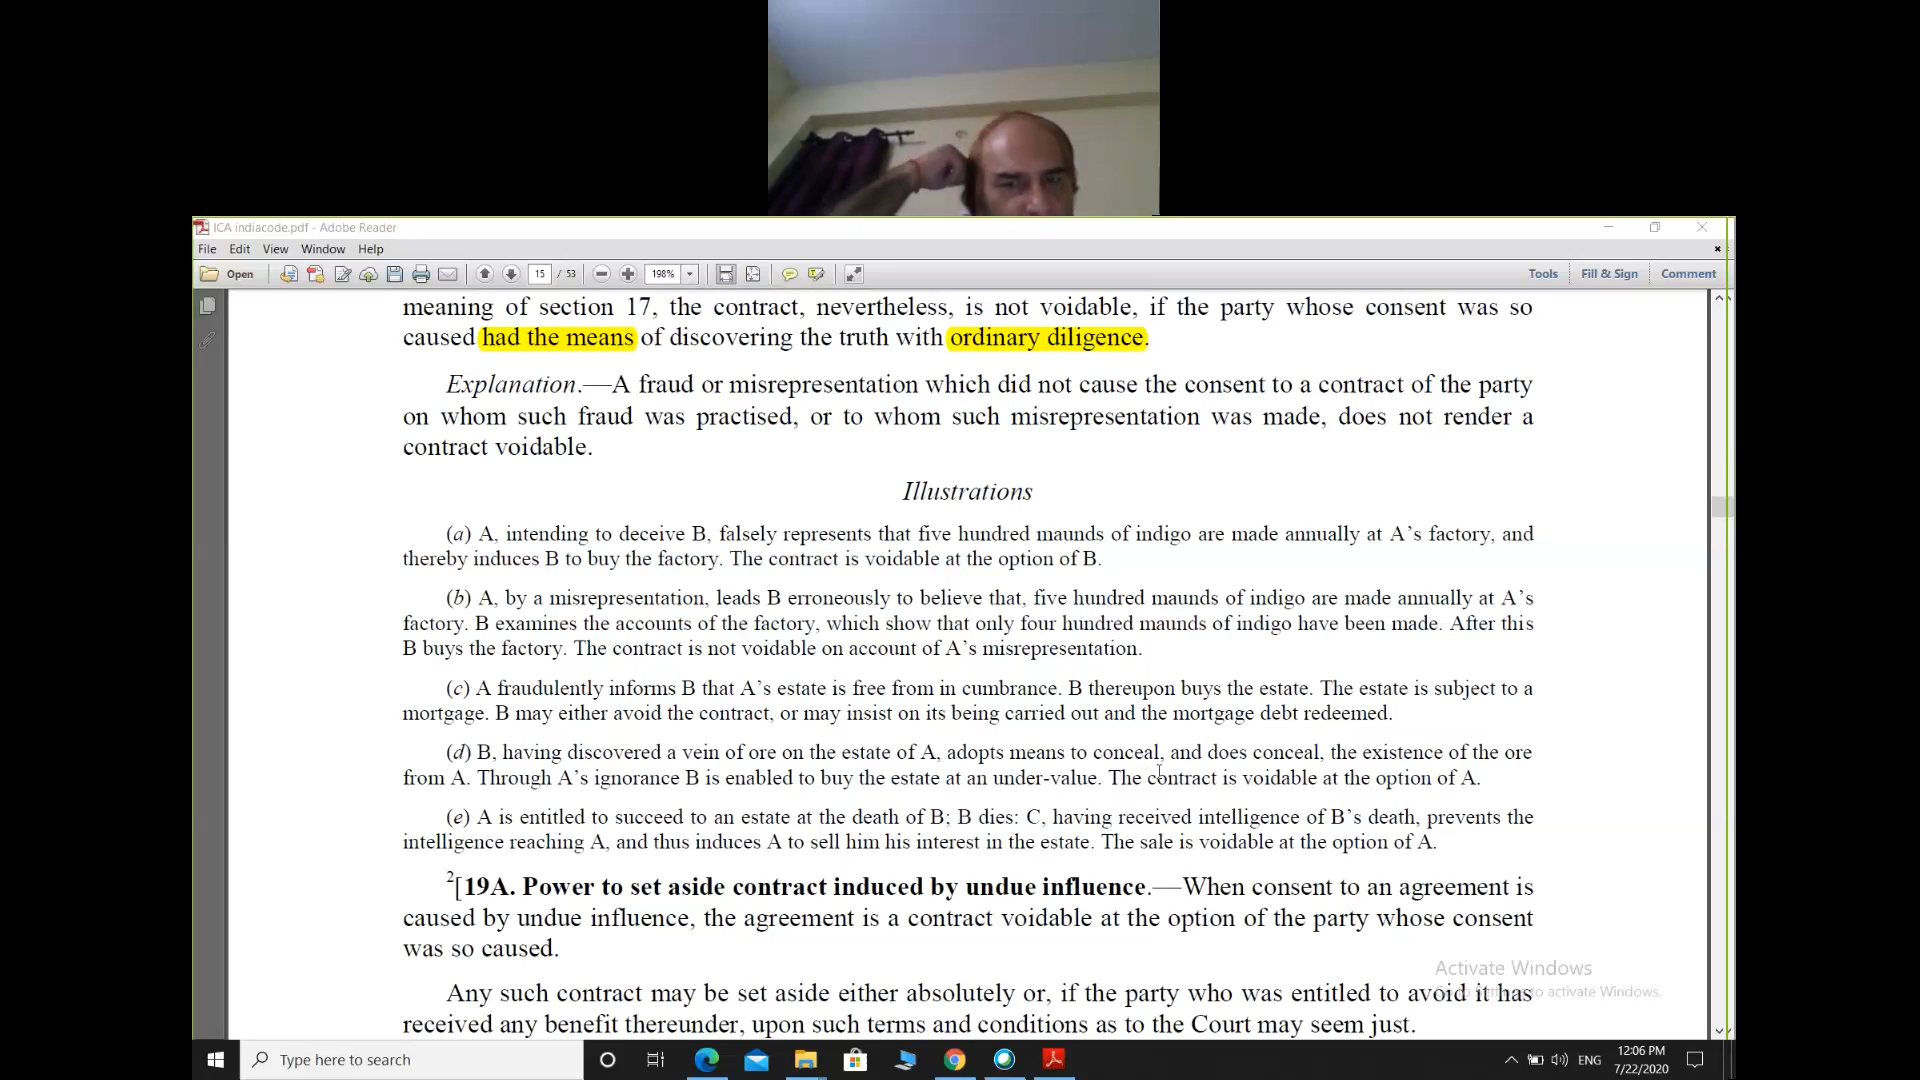 ICA indiacode.pdf - Adobe Reader
File Edit View Window Help
Open 15 / 53 198% Tools Fill & Sign Comment
meaning of section 17, the contract, nevertheless, is not voidable, if the party whose consent was so
caused had the means of discovering the truth with ordinary diligence.
Explanation.—A fraud or misrepresentation which did not cause the consent to a contract of the party
on whom such fraud was practised, or to whom such misrepresentation was made, does not render a
contract voidable.
Illustrations
(a) A, intending to deceive B, falsely represents that five hundred maunds of indigo are made annually at A’s factory, and
thereby induces B to buy the factory. The contract is voidable at the option of B.
(b) A, by a misrepresentation, leads B erroneously to believe that, five hundred maunds of indigo are made annually at A’s
factory. B examines the accounts of the factory, which show that only four hundred maunds of indigo have been made. After this
B buys the factory. The contract is not voidable on account of A’s misrepresentation.
(c) A fraudulently informs B that A’s estate is free from in cumbrance. B thereupon buys the estate. The estate is subject to a
mortgage. B may either avoid the contract, or may insist on its being carried out and the mortgage debt redeemed.
(d) B, having discovered a vein of ore on the estate of A, adopts means to conceal, and does conceal, the existence of the ore
from A. Through A’s ignorance B is enabled to buy the estate at an under-value. The contract is voidable at the option of A.
(e) A is entitled to succeed to an estate at the death of B; B dies: C, having received intelligence of B’s death, prevents the
intelligence reaching A, and thus induces A to sell him his interest in the estate. The sale is voidable at the option of A.
2[19A. Power to set aside contract induced by undue influence.—When consent to an agreement is
caused by undue influence, the agreement is a contract voidable at the option of the party whose consent
was so caused.
Activate Windows
to activate Windows.
Any such contract may be set aside either absolutely or, if the party who was entitled to avoid it has
received any benefit thereunder, upon such terms and conditions as to the Court may seem just.
Type here to search
ENG
12:06 PM
7/22/2020